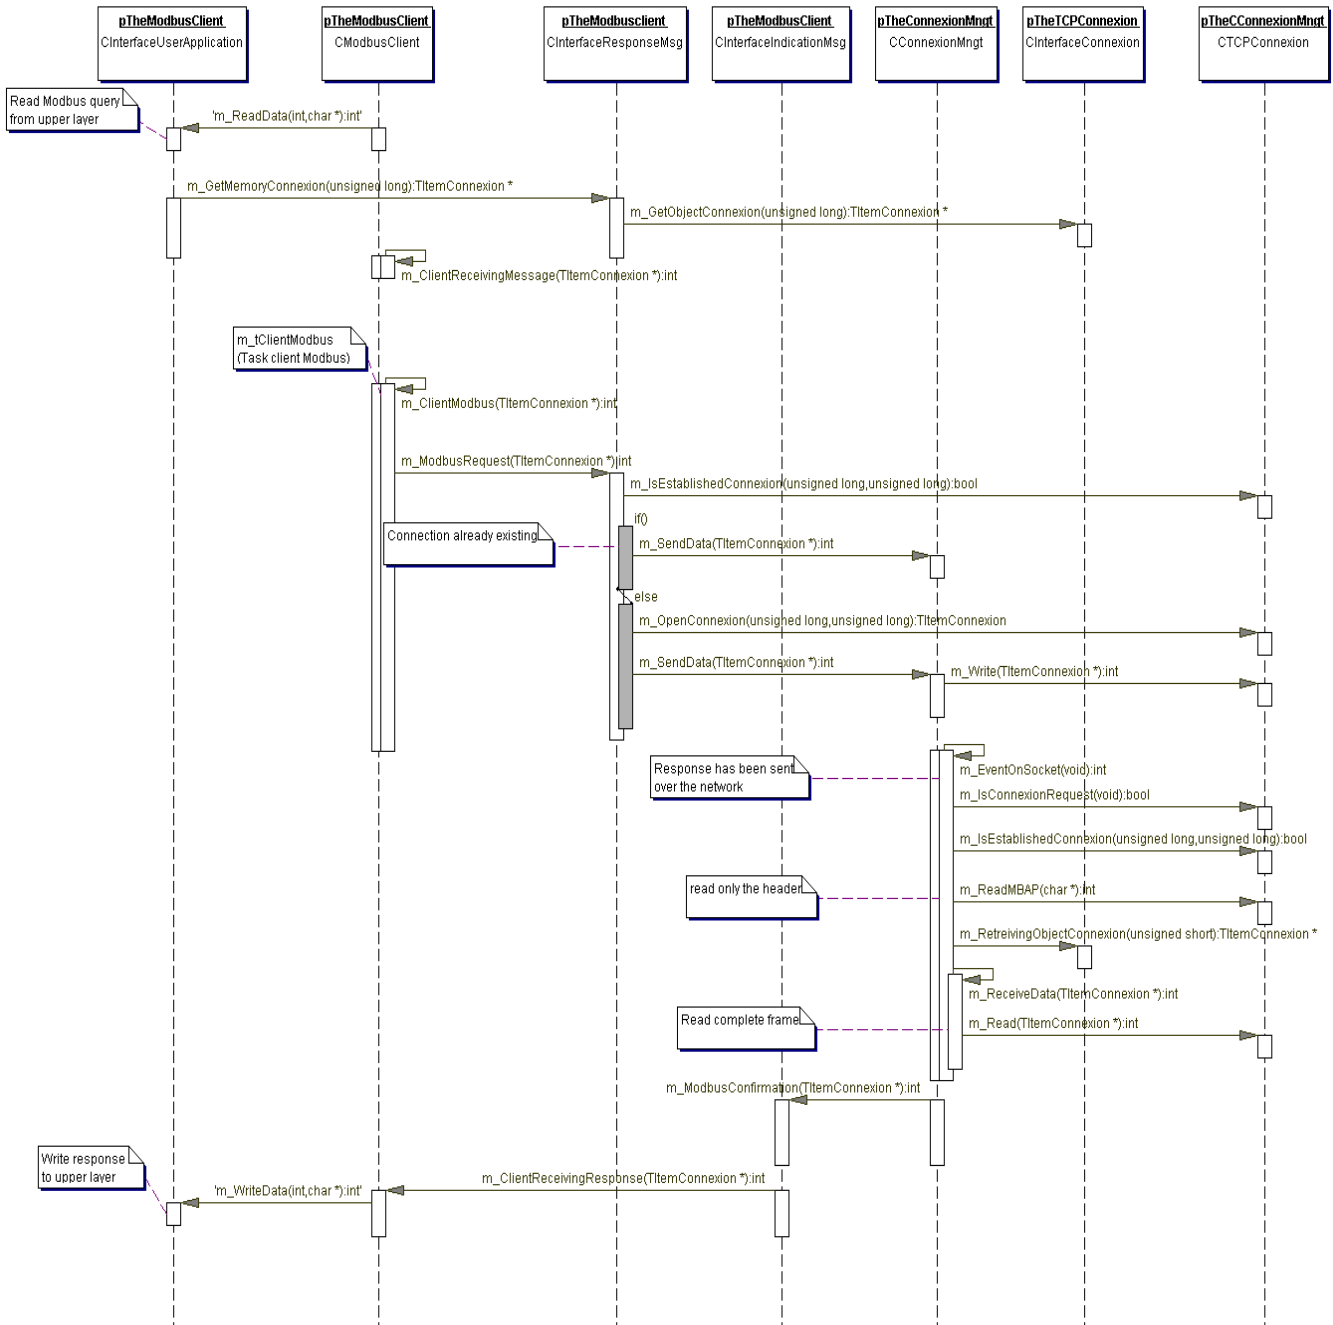 pTheModbusClient
CInterfaceUserApplication
pTheModbusClient
CModbusClient
pTheModbusclient
CInterfaceResponseMsg
pTheModbusClient
CInterfaceIndicationMsg
pTheConnexionMngt
CConnexionMngt
pTheTCPConnexion
CInterfaceConnexion
pTheCConnexionMngt
CTCPConnexion
Read Modbus query
from upper layer
'm_ReadData(int,char *):int'
m_GetMemoryConnexion(unsigned long):TItemConnexion *
m_GetObjectConnexion(unsigned long):TItemConnexion *
m_ClientReceivingMessage(TItemConnexion *):int
m_tClientModbus
(Task client Modbus)
m_ClientModbus(TItemConnexion *):int
m_ModbusRequest(TItemConnexion *):int
m_IsEstablishedConnexion(unsigned long,unsigned long):bool
if()
Connection already existing
m_SendData(TItemConnexion *):int
else
m_OpenConnexion(unsigned long,unsigned long):TItemConnexion
m_SendData(TItemConnexion *):int
m_Write(TItemConnexion *):int
Response has been sent
over the network
m_EventOnSocket(void):int
m_IsConnexionRequest(void):bool
m_IsEstablishedConnexion(unsigned long,unsigned long):bool
read only the header
m_ReadMBAP(char *):int
m_RetreivingObjectConnexion(unsigned short):TItemConnexion *
m_ReceiveData(TItemConnexion *):int
Read complete frame
m_Read(TItemConnexion *):int
m_ModbusConfirmation(TItemConnexion *):int
Write response
to upper layer
m_ClientReceivingResponse(TItemConnexion *):int
'm_WriteData(int,char *):int'